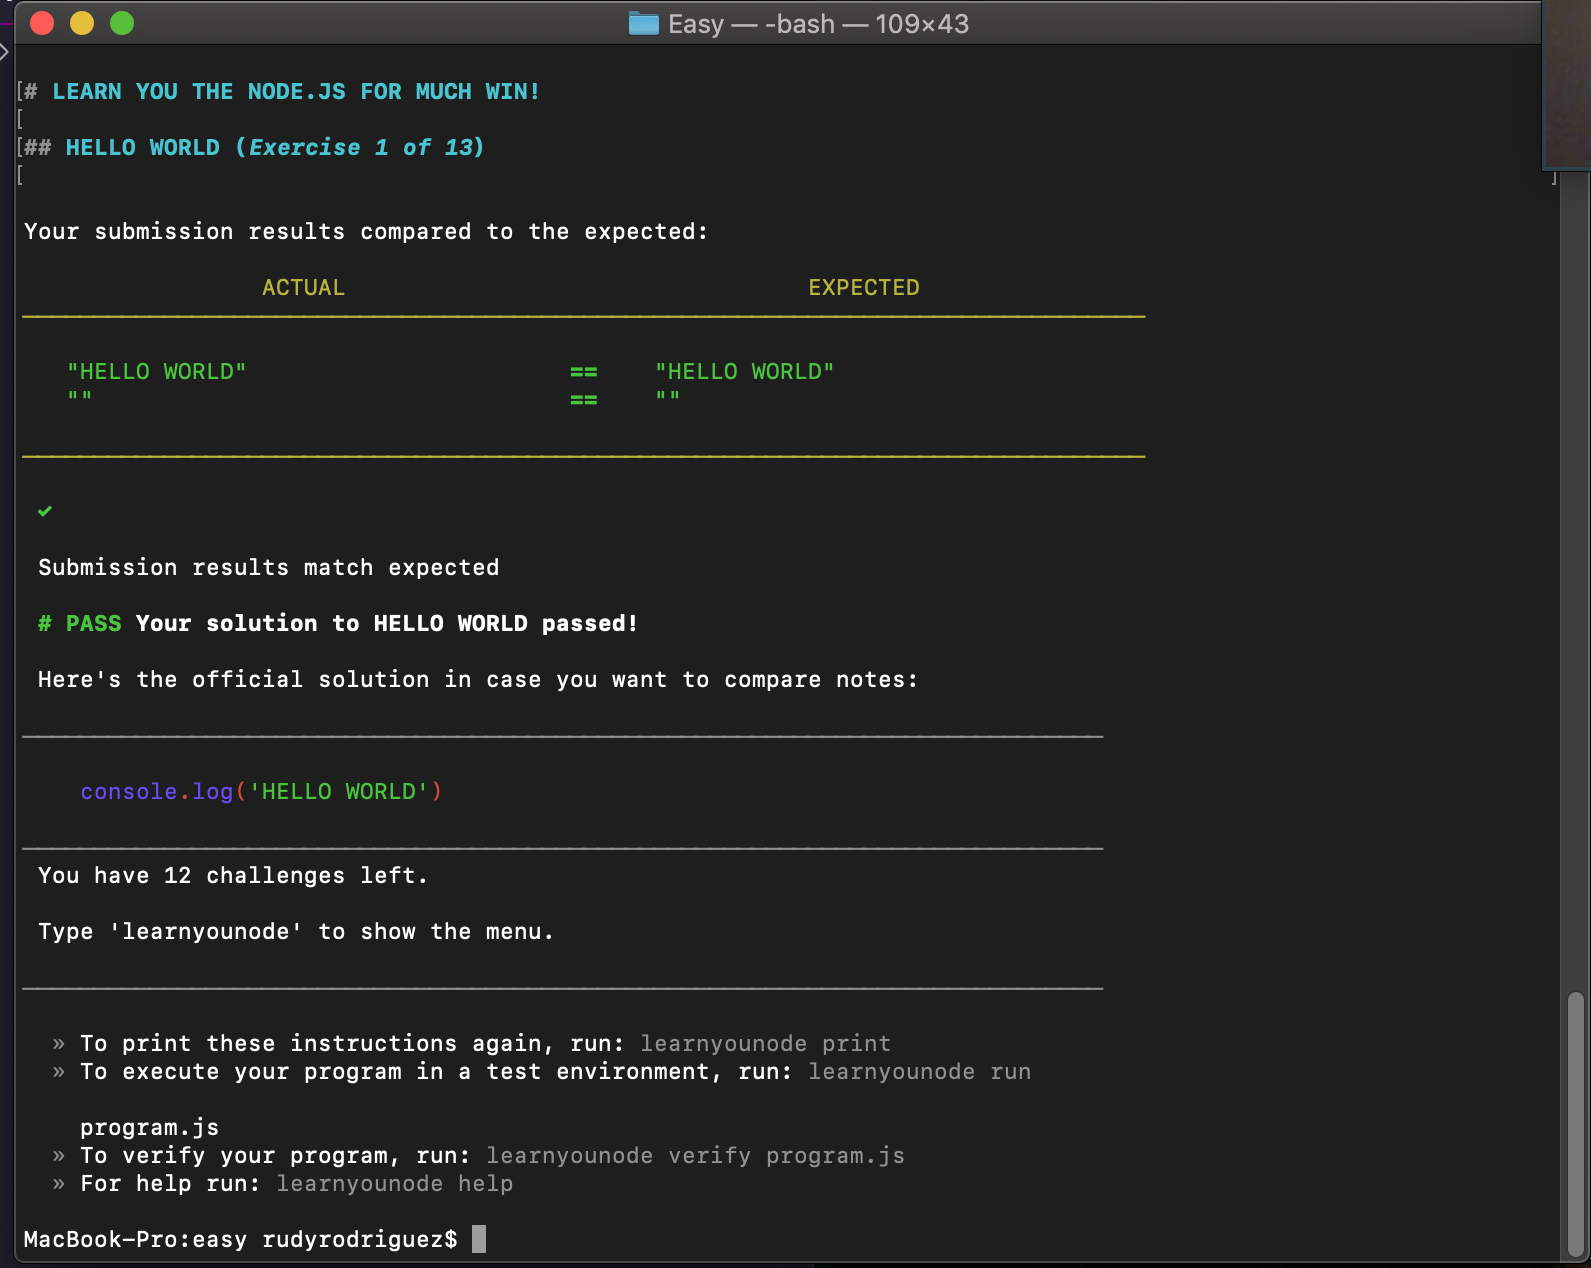 Easy — -bash — 109×43
[# LEARN YOU THE NODE.JS FOR MUCH WIN!
[
[## HELLO WORLD (Exercise 1 of 13)
[ ]
Your submission results compared to the expected:
ACTUAL EXPECTED
"HELLO WORLD" == "HELLO WORLD"
"" == ""
✓
Submission results match expected
# PASS Your solution to HELLO WORLD passed!
Here's the official solution in case you want to compare notes:
console.log('HELLO WORLD')
You have 12 challenges left.
Type 'learnyounode' to show the menu.
» To print these instructions again, run: learnyounode print
» To execute your program in a test environment, run: learnyounode run
program.js
» To verify your program, run: learnyounode verify program.js
» For help run: learnyounode help
MacBook-Pro:easy rudyrodriguez$